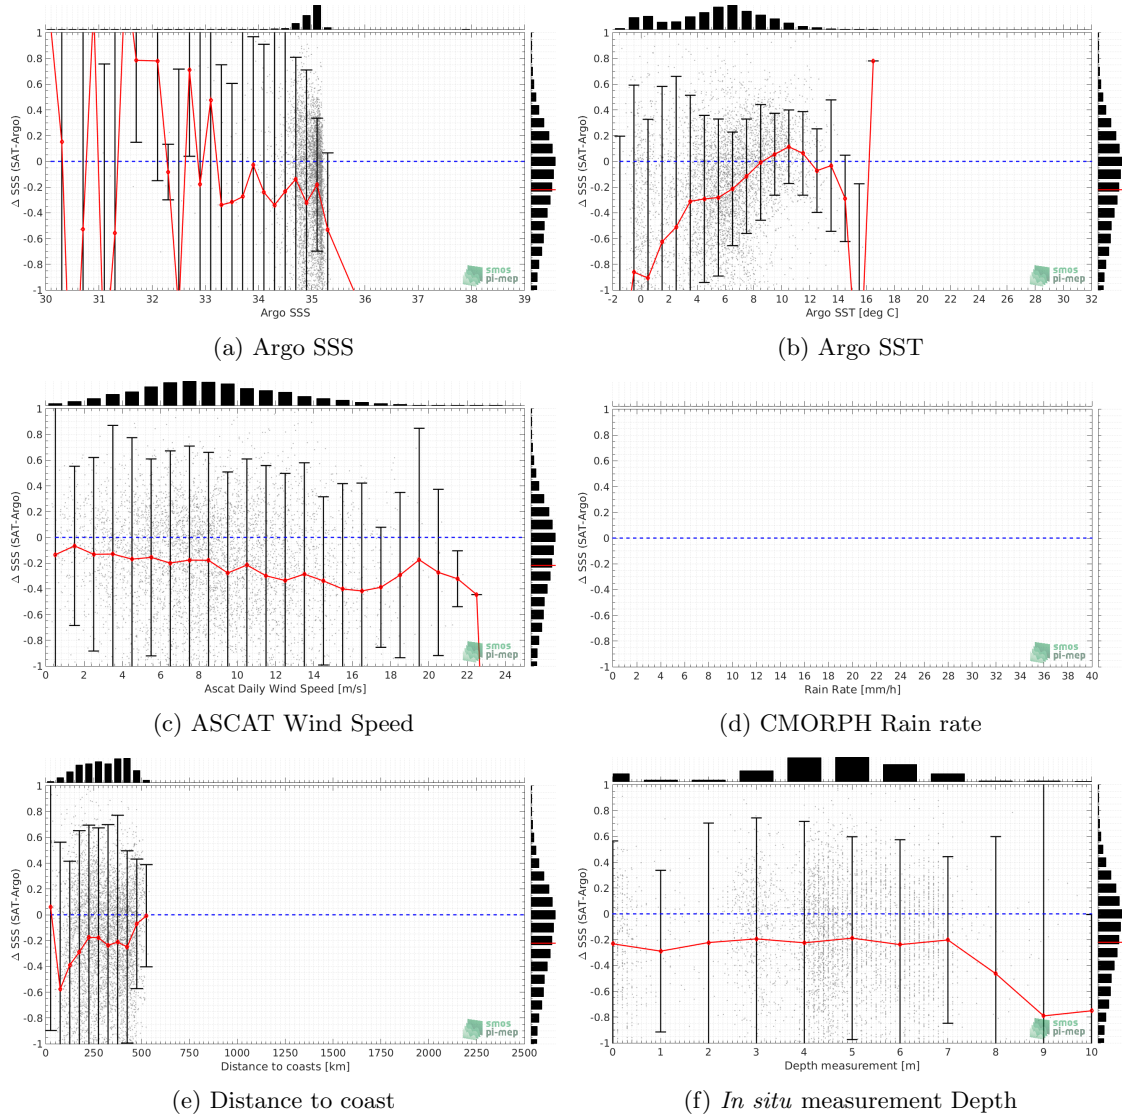 1
0.8
0.6
0.4
0.2
0
-0.2
-0.4
-0.6
-0.8
-1
Δ SSS (SAT-Argo)
30 31 32 33 34 35 36 37 38 39
Argo SSS
smos
pi-mep
(a) Argo SSS
1
0.8
0.6
0.4
0.2
0
-0.2
-0.4
-0.6
-0.8
-1
Δ SSS (SAT-Argo)
-2 0 2 4 6 8 10 12 14 16 18 20 22 24 26 28 30 32
Argo SST [deg C]
smos
pi-mep
(b) Argo SST
1
0.8
0.6
0.4
0.2
0
-0.2
-0.4
-0.6
-0.8
-1
Δ SSS (SAT-Argo)
0 2 4 6 8 10 12 14 16 18 20 22 24
Ascat Daily Wind Speed [m/s]
smos
pi-mep
(c) ASCAT Wind Speed
1
0.8
0.6
0.4
0.2
0
-0.2
-0.4
-0.6
-0.8
-1
Δ SSS (SAT-Argo)
0 2 4 6 8 10 12 14 16 18 20 22 24 26 28 30 32 34 36 38 40
Rain Rate [mm/h]
smos
pi-mep
(d) CMORPH Rain rate
1
0.8
0.6
0.4
0.2
0
-0.2
-0.4
-0.6
-0.8
-1
Δ SSS (SAT-Argo)
0 250 500 750 1000 1250 1500 1750 2000 2250 2500
Distance to coasts [km]
smos
pi-mep
(e) Distance to coast
1
0.8
0.6
0.4
0.2
0
-0.2
-0.4
-0.6
-0.8
-1
Δ SSS (SAT-Argo)
0 1 2 3 4 5 6 7 8 9 10
Depth measurement [m]
smos
pi-mep
(f) In situ measurement Depth